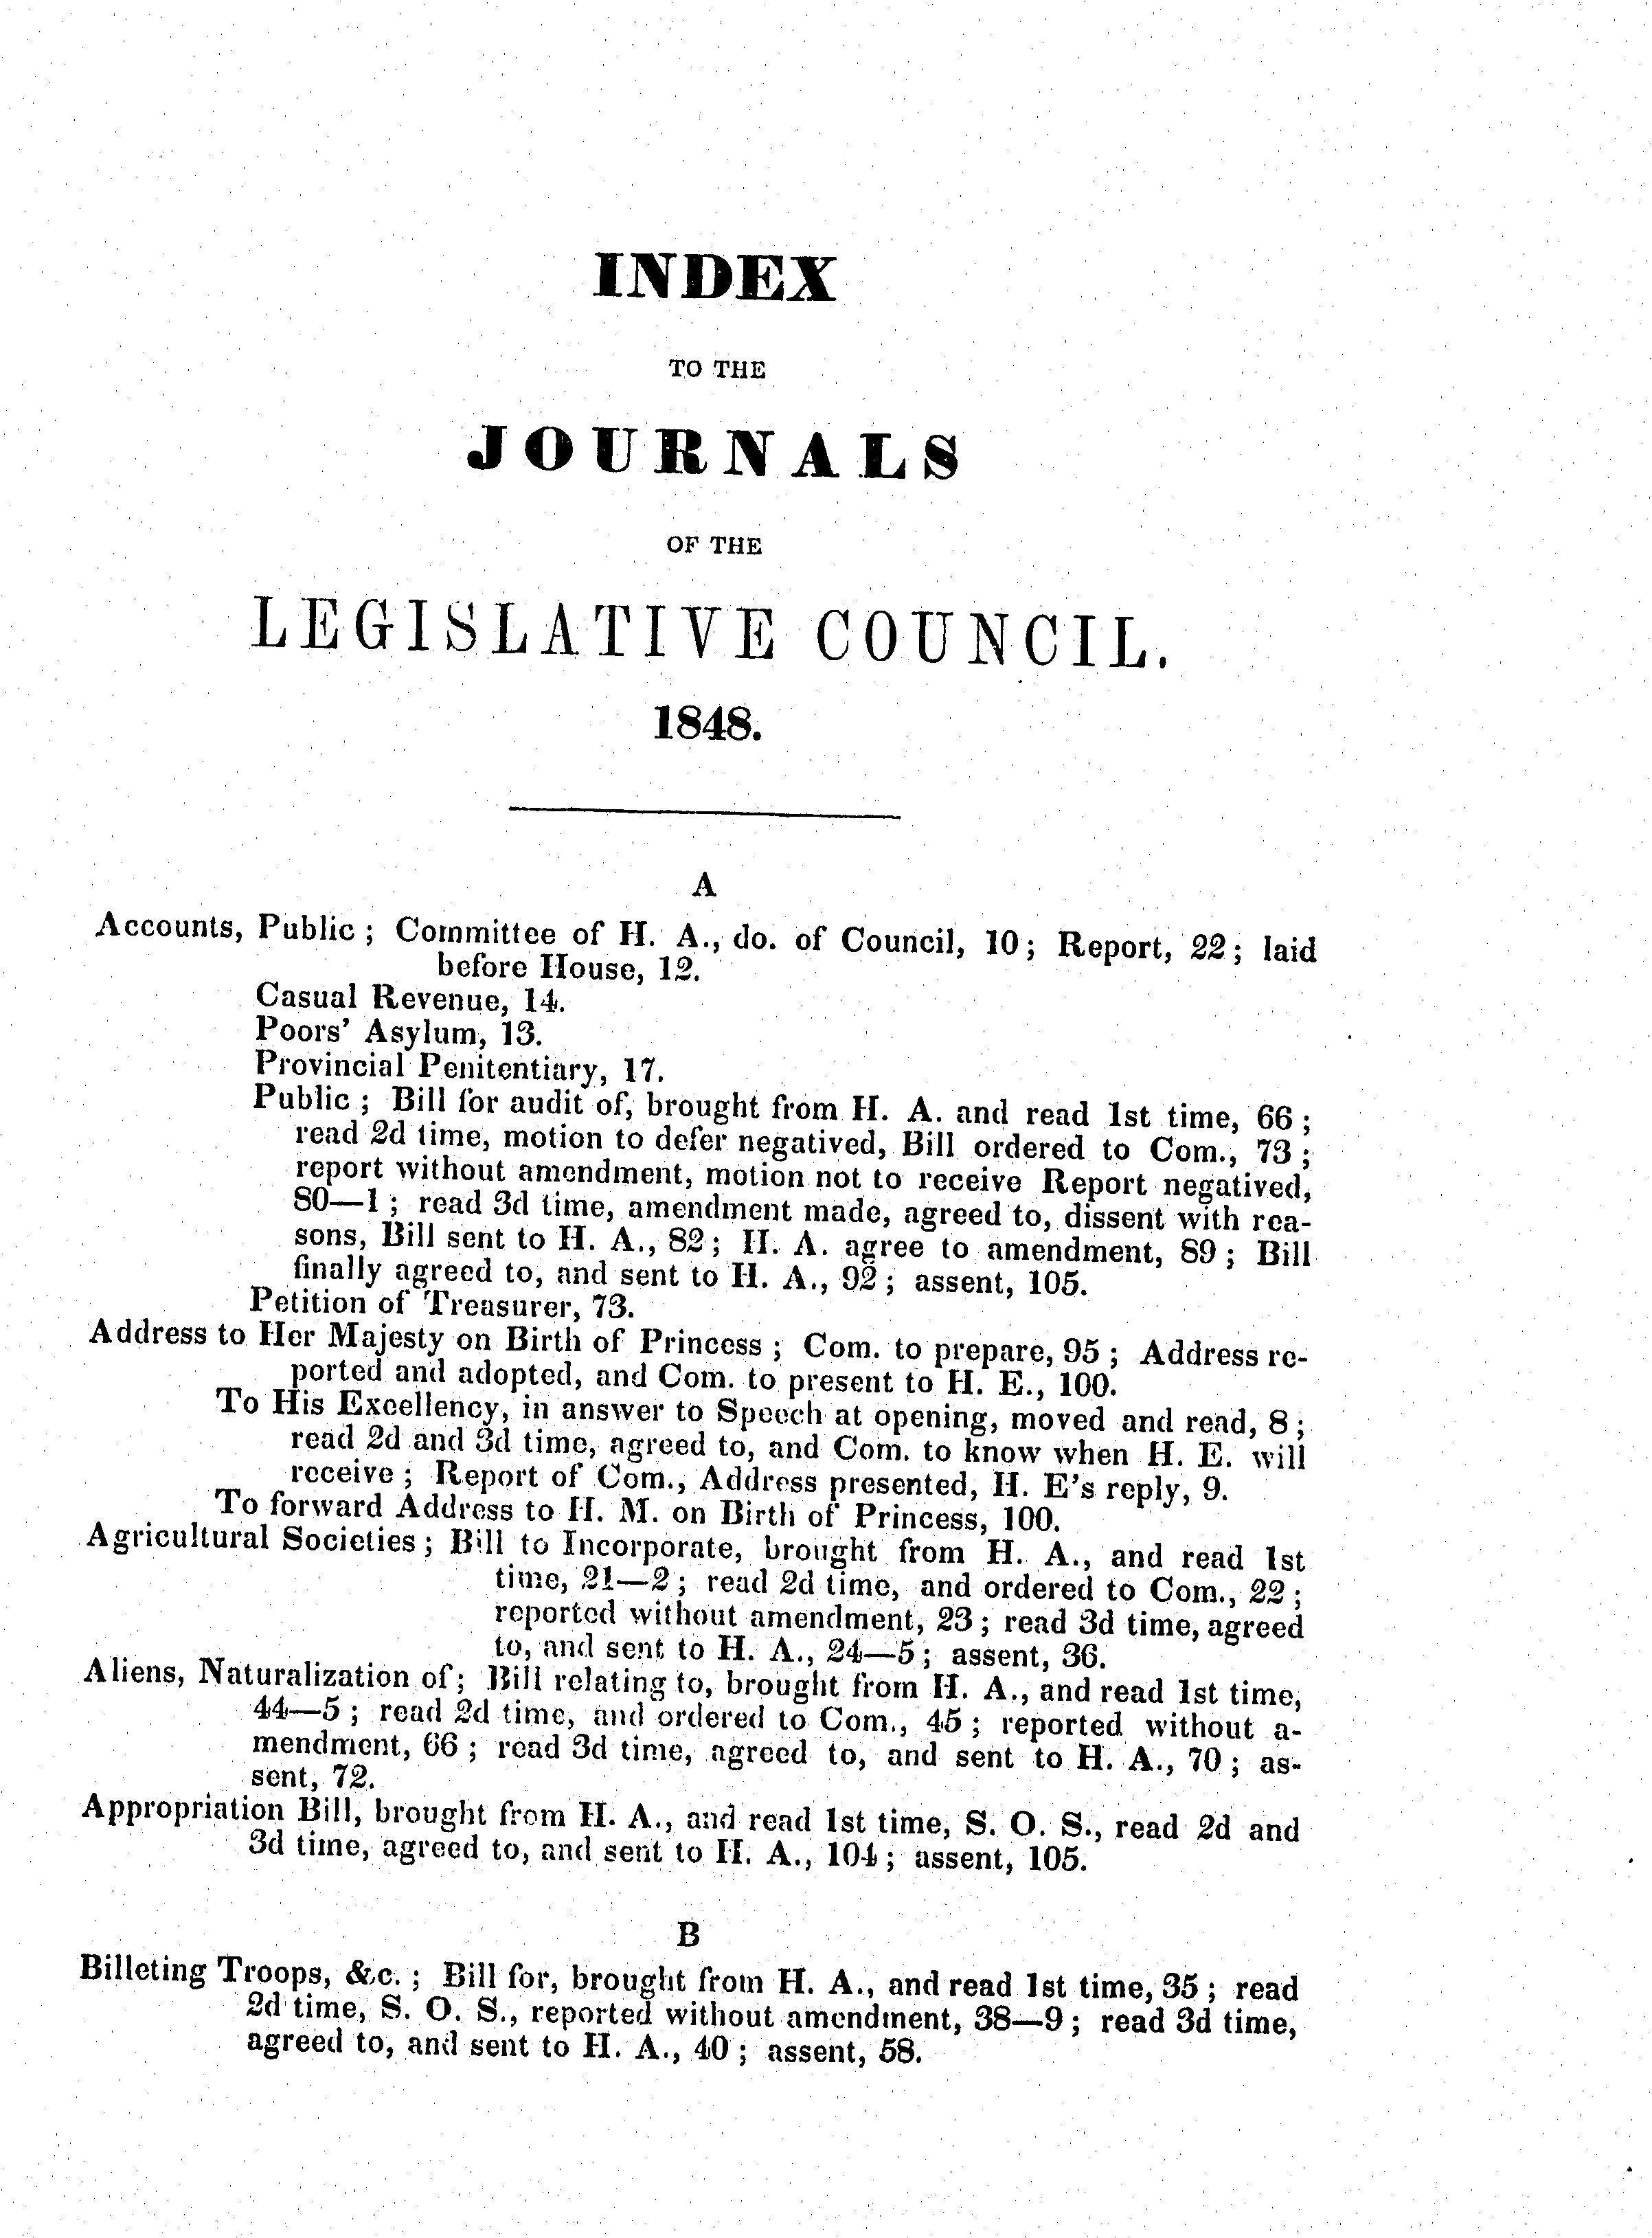 INDEX
TO THE
JOURNALS
OF THE
LEGISLATIVE COUNCIL.
1848.
A
Accounts, Public ; Committee of H. A., do. of Council, 10 ; Report, 22 ; laid
before House, 12.
Casual Revenue, 14.
Poors' Asylum, 13.
Provincial Penitentiary, 17.
Public ; Bill for audit of, brought from H. A. and read 1st time, 66 ;
read 2d time, motion to defer negatived, Bill ordered to Com., 73 ;
report without amendment, motion not to receive Report negatived,
80—1 ; read 3d time, amendment made, agreed to, dissent with rea-
sons, Bill sent to H. A., 82 ; H. A. agree to amendment, 89 ; Bill
finally agreed to, and sent to H. A., 92 ; assent, 105.
Petition of Treasurer, 73.
Address to Her Majesty on Birth of Princess ; Com. to prepare, 95 ; Address re-
ported and adopted, and Com. to present to H. E., 100.
To His Excellency, in answer to Speech at opening, moved and read, 8 ;
read 2d and 3d time, agreed to, and Com. to know when H. E. will
receive ; Report of Com., Address presented, H. E's reply, 9.
To forward Address to H. M. on Birth of Princess, 100.
Agricultural Societies ; Bill to Incorporate, brought from H. A., and read 1st
time, 21—2 ; read 2d time, and ordered to Com., 22 ;
reported without amendment, 23 ; read 3d time, agreed
to, and sent to H. A., 24—5 ; assent, 36.
Aliens, Naturalization of ; Bill relating to, brought from H. A., and read 1st time,
44—5 ; read 2d time, and ordered to Com., 45 ; reported without a-
mendment, 66 ; read 3d time, agreed to, and sent to H. A., 70 ; as-
sent, 72.
Appropriation Bill, brought from H. A., and read 1st time, S. O. S., read 2d and
3d time, agreed to, and sent to H. A., 104 ; assent, 105.
B
Billeting Troops, &c. ; Bill for, brought from H. A., and read 1st time, 35 ; read
2d time, S. O. S., reported without amendment, 38—9 ; read 3d time,
agreed to, and sent to H. A., 40 ; assent, 58.